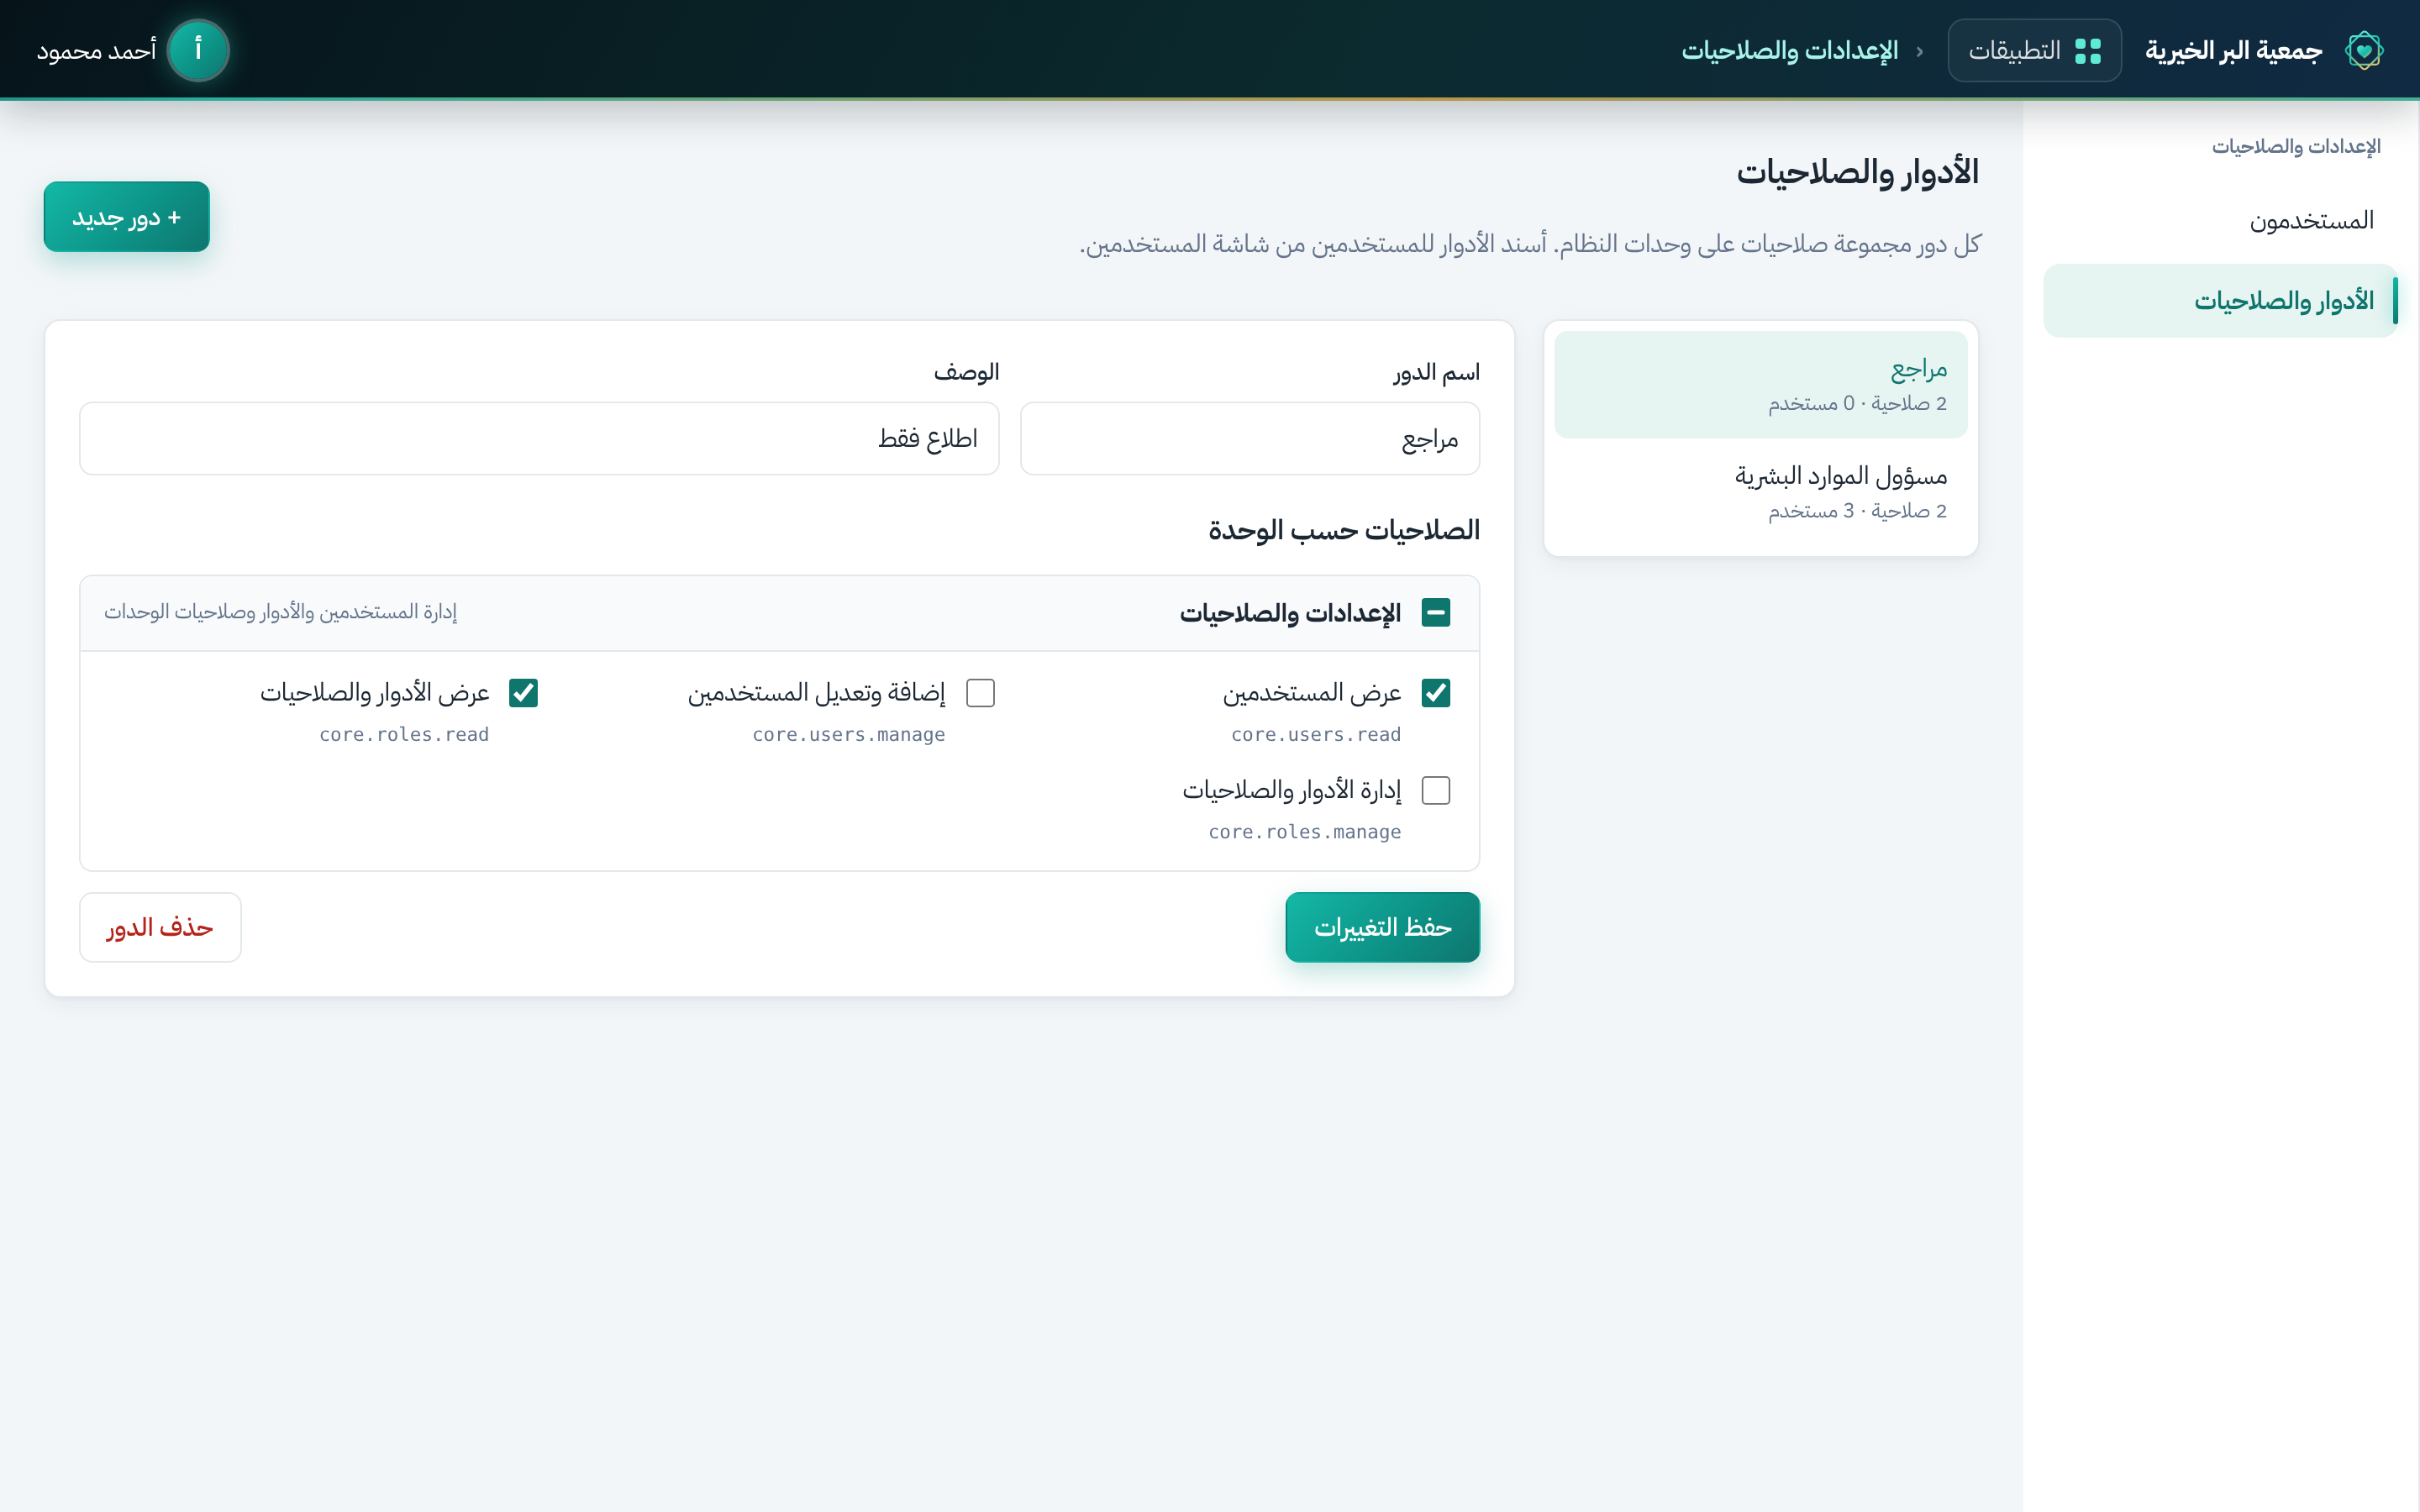 جمعية البر الخيرية
التطبيقات
›
الإعدادات والصلاحيات
أ
أحمد محمود
الإعدادات والصلاحيات
المستخدمون
الأدوار والصلاحيات
الأدوار والصلاحيات
كل دور مجموعة صلاحيات على وحدات النظام. أسند الأدوار للمستخدمين من شاشة المستخدمين.
+ دور جديد
مراجع
2 صلاحية · 0 مستخدم
مسؤول الموارد البشرية
2 صلاحية · 3 مستخدم
اسم الدور
الوصف
مراجع
اطلاع فقط
الصلاحيات حسب الوحدة
الإعدادات والصلاحيات
إدارة المستخدمين والأدوار وصلاحيات الوحدات
عرض المستخدمين
core.users.read
إضافة وتعديل المستخدمين
core.users.manage
عرض الأدوار والصلاحيات
core.roles.read
إدارة الأدوار والصلاحيات
core.roles.manage
حفظ التغييرات
حذف الدور